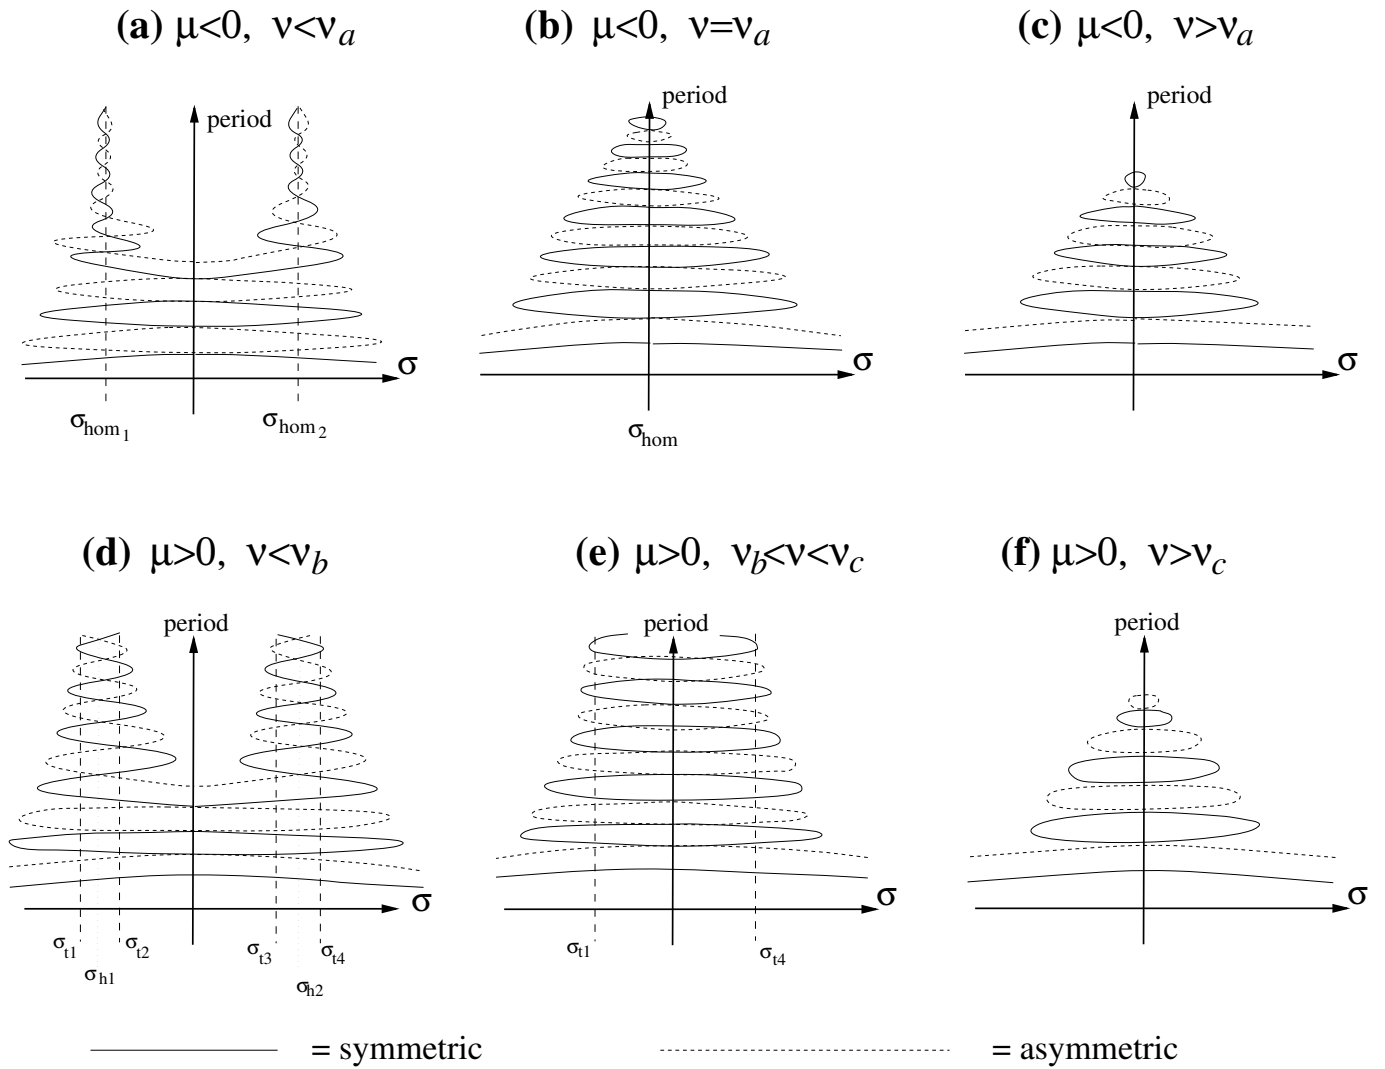 (a) μ<0, ν<νa
(b) μ<0, ν=νa
(c) μ<0, ν>νa
period
period
period
σ
σ
σ
σhom1
σhom2
σhom
(d) μ>0, ν<νb
(e) μ>0, νb<ν<νc
(f) μ>0, ν>νc
period
period
period
σ
σ
σ
σt1
σt2
σt3
σt4
σt1
σt4
σh1
σh2
= symmetric
= asymmetric